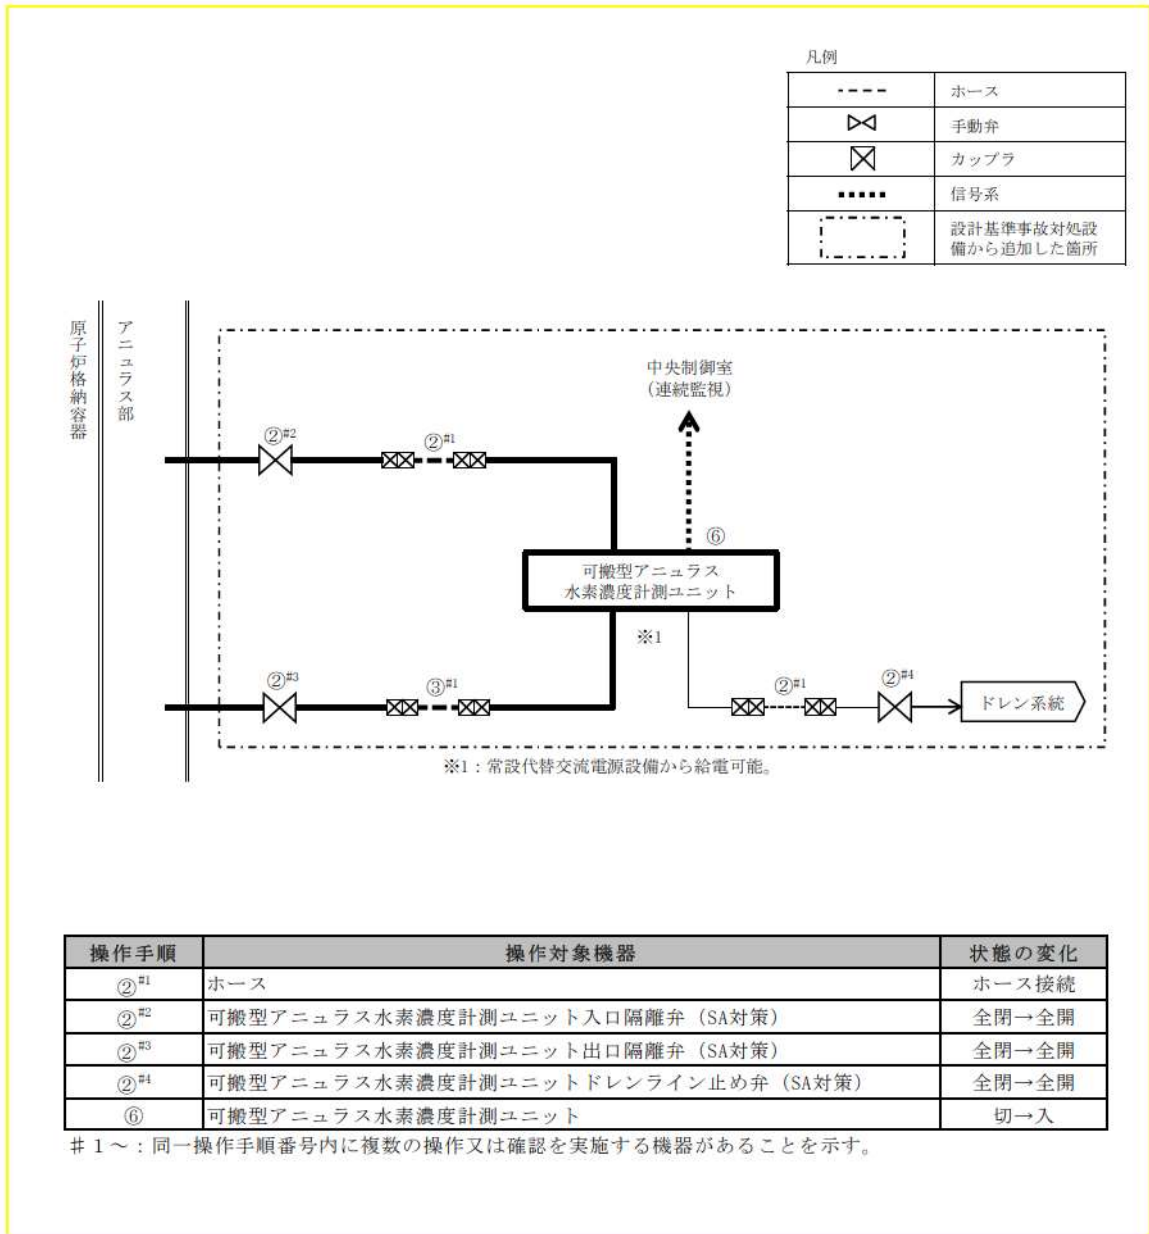 凡例
ホース
手動弁
カップラ
信号系
設計基準事故対処設
備から追加した箇所
原子炉格納容器
アニュラス部
中央制御室
(連続監視)
②#2
②#1
⑥
可搬型アニュラス
水素濃度計測ユニット
※1
②#3
③#1
②#1
②#4
ドレン系統
※1：常設代替交流電源設備から給電可能。
操作手順 操作対象機器 状態の変化
②#1 ホース ホース接続
②#2 可搬型アニュラス水素濃度計測ユニット入口隔離弁（SA対策） 全閉→全開
②#3 可搬型アニュラス水素濃度計測ユニット出口隔離弁（SA対策） 全閉→全開
②#4 可搬型アニュラス水素濃度計測ユニットドレンライン止め弁（SA対策） 全閉→全開
⑥ 可搬型アニュラス水素濃度計測ユニット 切→入
＃１～：同一操作手順番号内に複数の操作又は確認を実施する機器があることを示す。